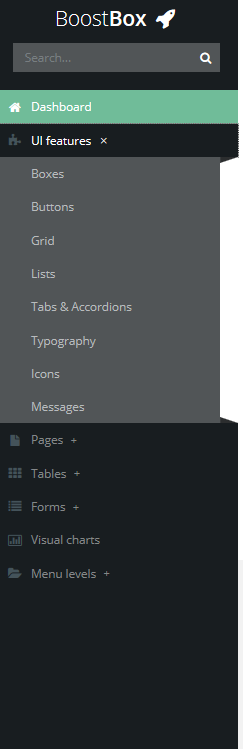 BoostBox
Search...
Dashboard
UI features ×
Boxes
Buttons
Grid
Lists
Tabs & Accordions
Typography
Icons
Messages
Pages +
Tables +
Forms +
Visual charts
Menu levels +